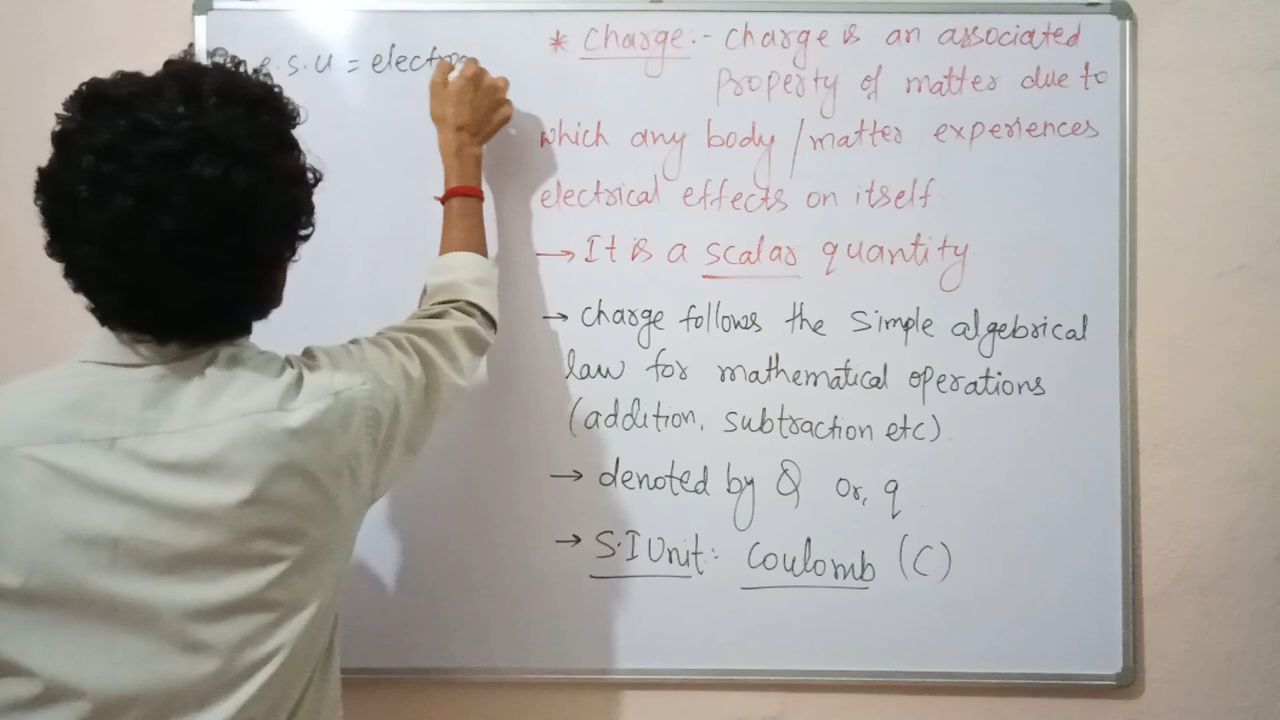 e.s.u = electro
* Charge:- Charge is an associated
Property of matter due to
which any body/matter experiences
electrical effects on itself.
→ It is a scalar quantity
→ Charge follows the simple algebrical
law for mathematical operations
(addition, subtraction etc)
→ denoted by Q or, q
→ S.I Unit: Coulomb (C)